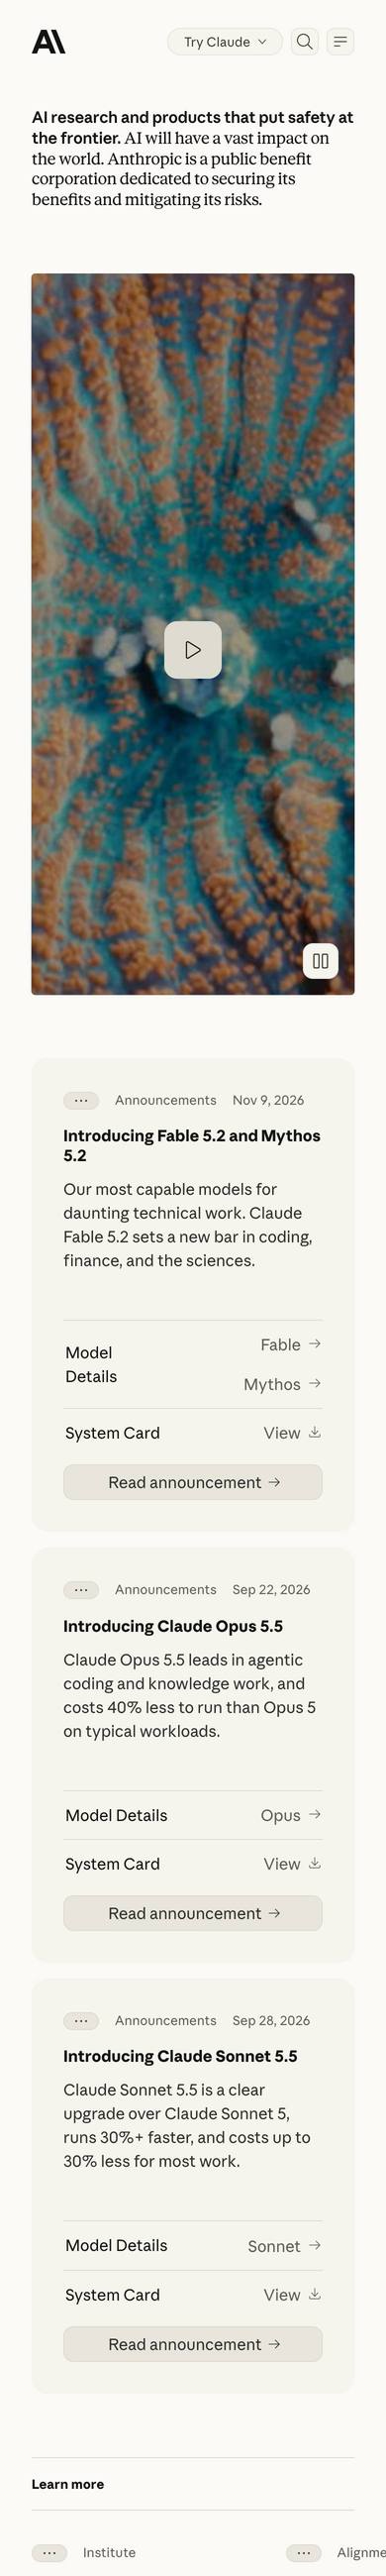 Try Claude
AI research and products that put safety at
the frontier. AI will have a vast impact on
the world. Anthropic is a public benefit
corporation dedicated to securing its
benefits and mitigating its risks.
Announcements Nov 9, 2026
Introducing Fable 5.2 and Mythos
5.2
Our most capable models for
daunting technical work. Claude
Fable 5.2 sets a new bar in coding,
finance, and the sciences.
Model
Details
Fable →
Mythos →
System Card View
Read announcement →
Announcements Sep 22, 2026
Introducing Claude Opus 5.5
Claude Opus 5.5 leads in agentic
coding and knowledge work, and
costs 40% less to run than Opus 5
on typical workloads.
Model Details Opus →
System Card View
Read announcement →
Announcements Sep 28, 2026
Introducing Claude Sonnet 5.5
Claude Sonnet 5.5 is a clear
upgrade over Claude Sonnet 5,
runs 30%+ faster, and costs up to
30% less for most work.
Model Details Sonnet →
System Card View
Read announcement →
Learn more
Institute Alignme